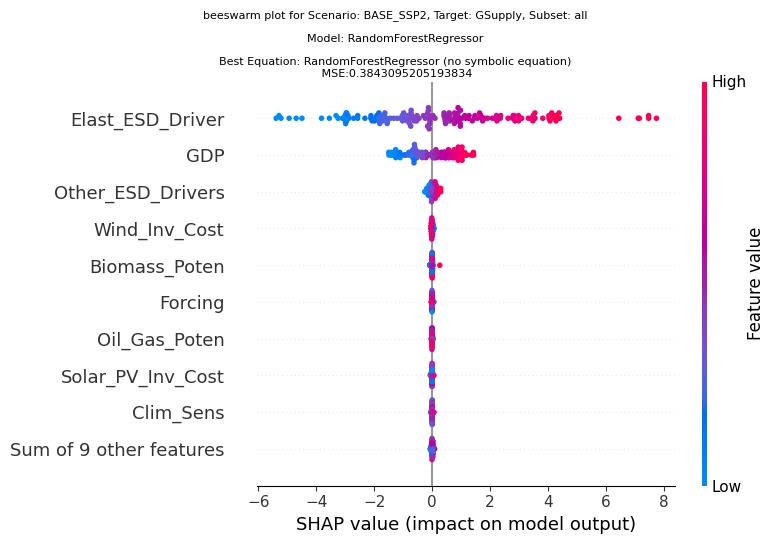 beeswarm plot for Scenario: BASE_SSP2, Target: GSupply, Subset: all
Model: RandomForestRegressor
Best Equation: RandomForestRegressor (no symbolic equation)
MSE:0.3843095205193834
High
Elast_ESD_Driver
GDP
Other_ESD_Drivers
Wind_Inv_Cost
Biomass_Poten
Forcing
Oil_Gas_Poten
Solar_PV_Inv_Cost
Clim_Sens
Sum of 9 other features
Feature value
Low
−6 −4 −2 0 2 4 6 8
SHAP value (impact on model output)